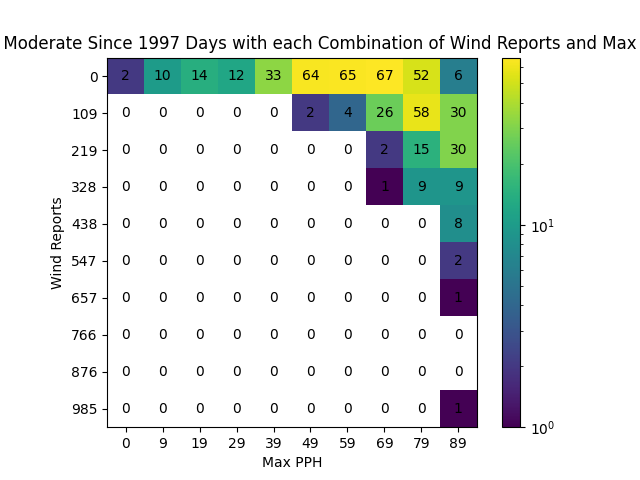 Moderate Since 1997 Days with each Combination of Wind Reports and Max
0 2 10 14 12 33 64 65 67 52 6
109 0 0 0 0 0 2 4 26 58 30
219 0 0 0 0 0 0 0 2 15 30
328 0 0 0 0 0 0 0 1 9 9
438 0 0 0 0 0 0 0 0 0 8
547 0 0 0 0 0 0 0 0 0 2
657 0 0 0 0 0 0 0 0 0 1
766 0 0 0 0 0 0 0 0 0 0
876 0 0 0 0 0 0 0 0 0 0
985 0 0 0 0 0 0 0 0 0 1
0 9 19 29 39 49 59 69 79 89
Max PPH
Wind Reports
10¹
10⁰